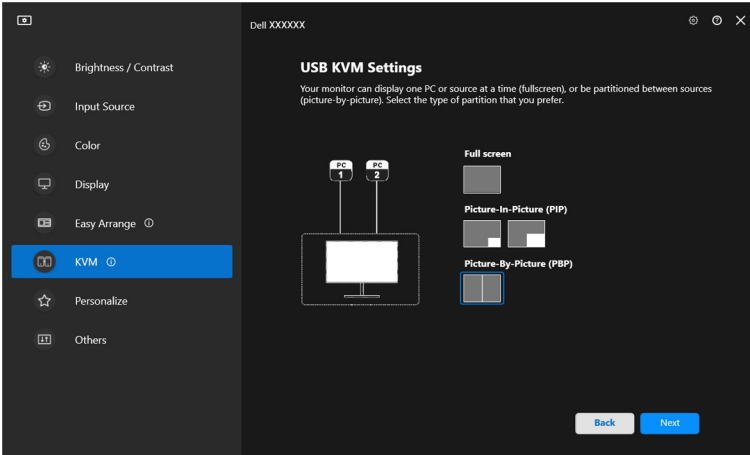 Dell XXXXXX
Brightness / Contrast
Input Source
Color
Display
Easy Arrange
KVM
Personalize
Others
USB KVM Settings
Your monitor can display one PC or source at a time (fullscreen), or be partitioned between sources
(picture-by-picture). Select the type of partition that you prefer.
PC
1
PC
2
Full screen
Picture-In-Picture (PIP)
Picture-By-Picture (PBP)
Back
Next